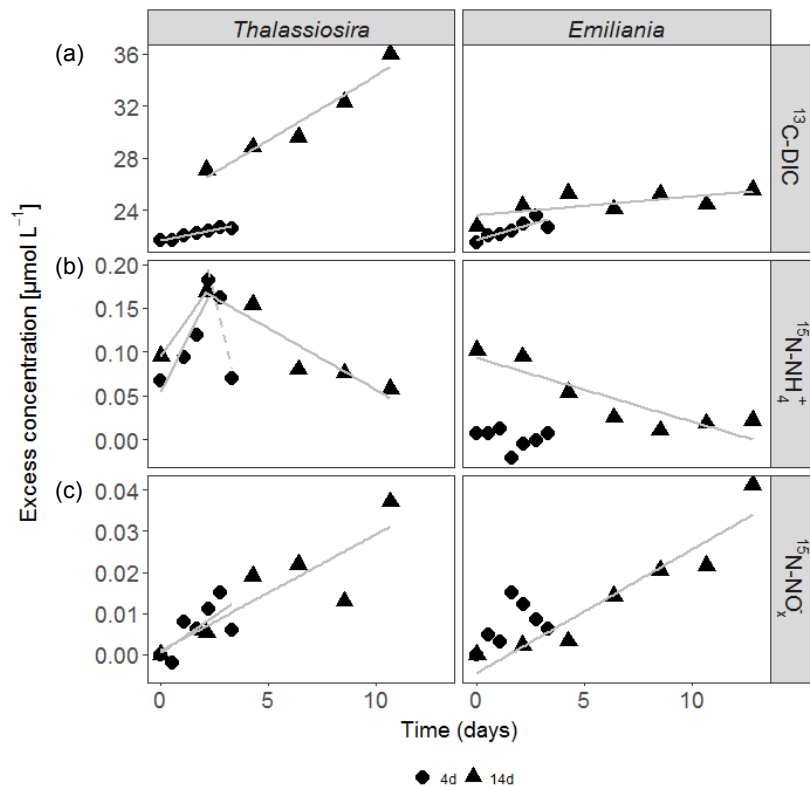 Thalassiosira Emiliania
(a)
36
32
28
24
¹³C-DIC
(b)
0.20
0.15
0.10
0.05
0.00
¹⁵N-NH₄⁺
(c)
0.04
0.03
0.02
0.01
0.00
¹⁵N-NOₓ⁻
Excess concentration [µmol L⁻¹]
0 5 10 0 5 10
Time (days)
4d 14d